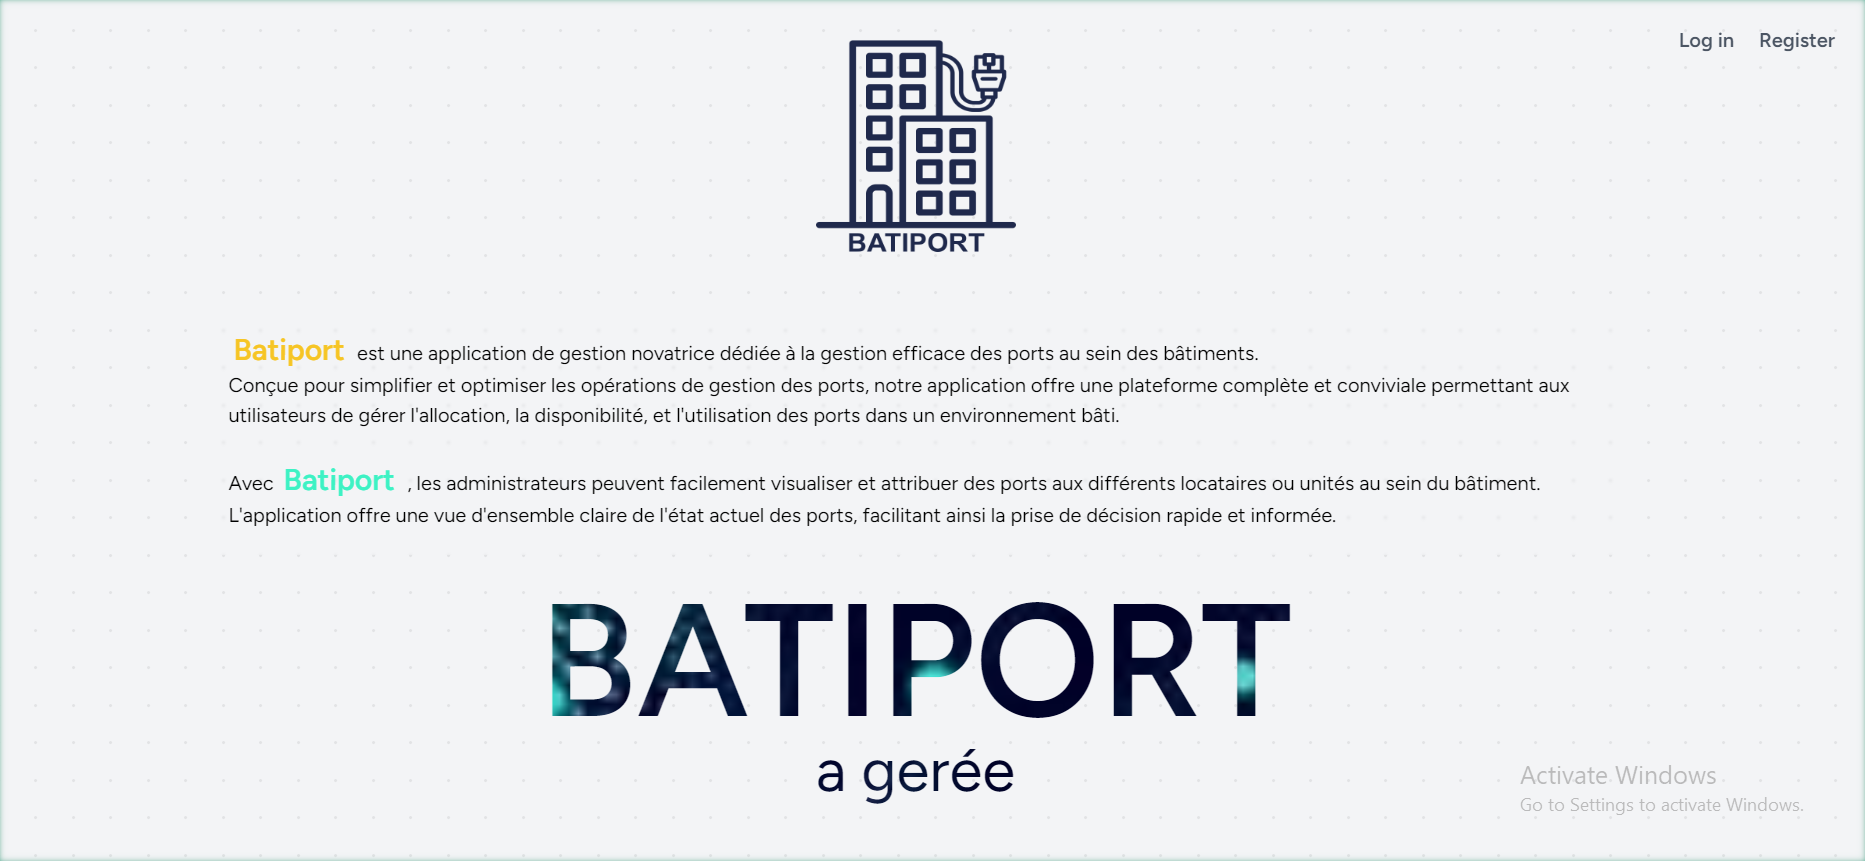 Log in Register
BATIPORT
Batiport est une application de gestion novatrice dédiée à la gestion efficace des ports au sein des bâtiments.
Conçue pour simplifier et optimiser les opérations de gestion des ports, notre application offre une plateforme complète et conviviale permettant aux
utilisateurs de gérer l'allocation, la disponibilité, et l'utilisation des ports dans un environnement bâti.
Avec Batiport , les administrateurs peuvent facilement visualiser et attribuer des ports aux différents locataires ou unités au sein du bâtiment.
L'application offre une vue d'ensemble claire de l'état actuel des ports, facilitant ainsi la prise de décision rapide et informée.
BATIPORT
a gerée
Activate Windows
Go to Settings to activate Windows.